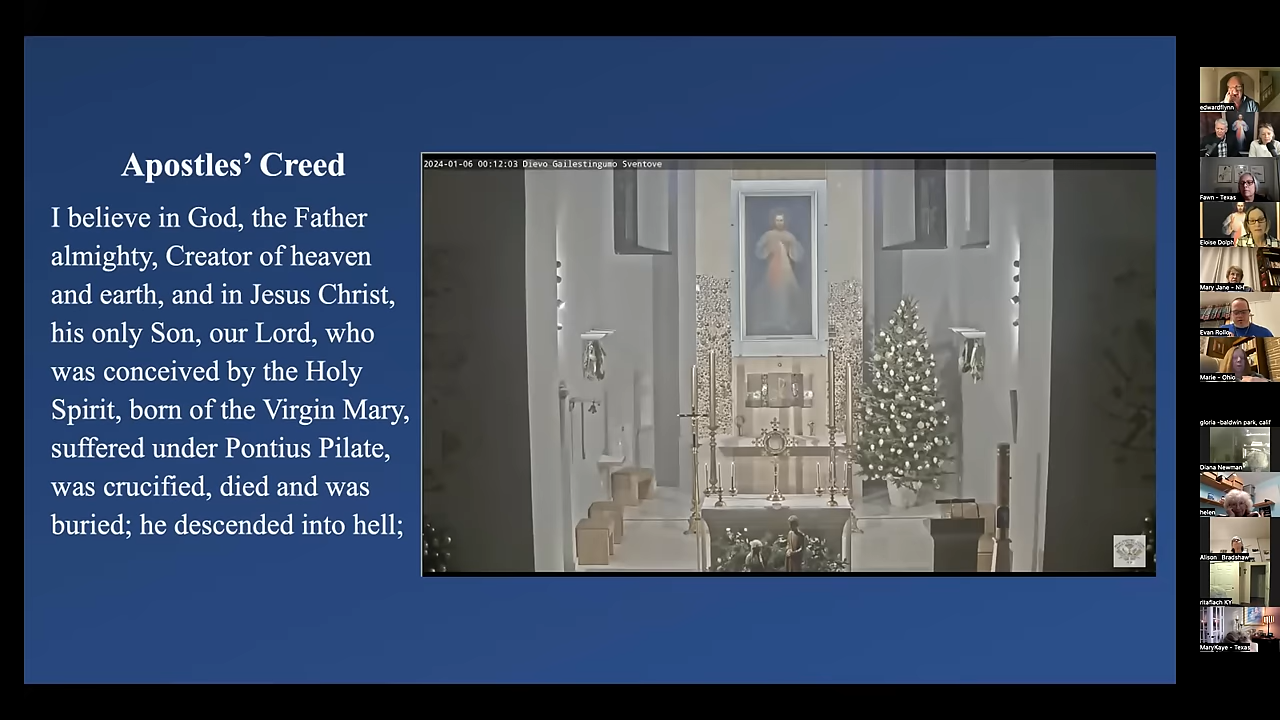 Apostles’ Creed
I believe in God, the Father
almighty, Creator of heaven
and earth, and in Jesus Christ,
his only Son, our Lord, who
was conceived by the Holy
Spirit, born of the Virgin Mary,
suffered under Pontius Pilate,
was crucified, died and was
buried; he descended into hell;
2024-01-06 00:12:03 Dievo Gailestingumo Sventove
edwardflynn
Fawn - Texas
Eloise Dolph
Mary Jane - NH
Evan Rollo
Marie - Ohio
gloria -baldwin park, calif
Diana Newman
helen
Alison Bradshaw
ritaflach KY
MaryKaye - Texas